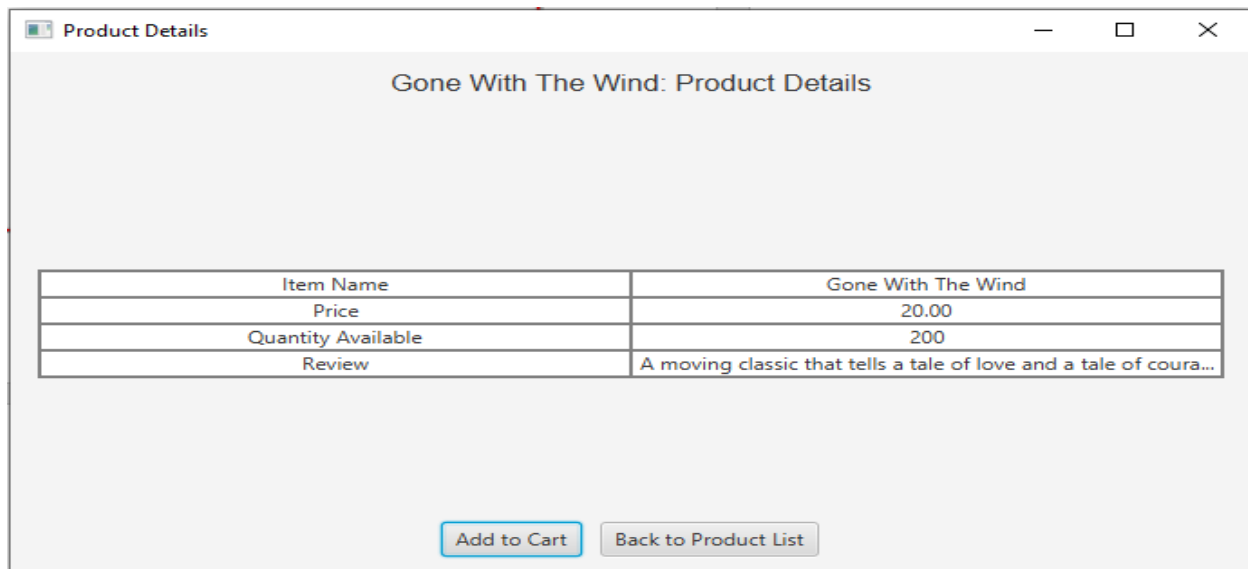 Product Details
Gone With The Wind: Product Details
Item Name Gone With The Wind
Price 20.00
Quantity Available 200
Review A moving classic that tells a tale of love and a tale of coura...
Add to Cart Back to Product List